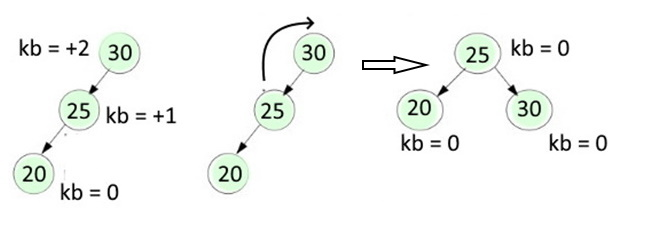 kb = +2 30
25 kb = +1
20
kb = 0
30
25
20
25 kb = 0
20 30
kb = 0 kb = 0